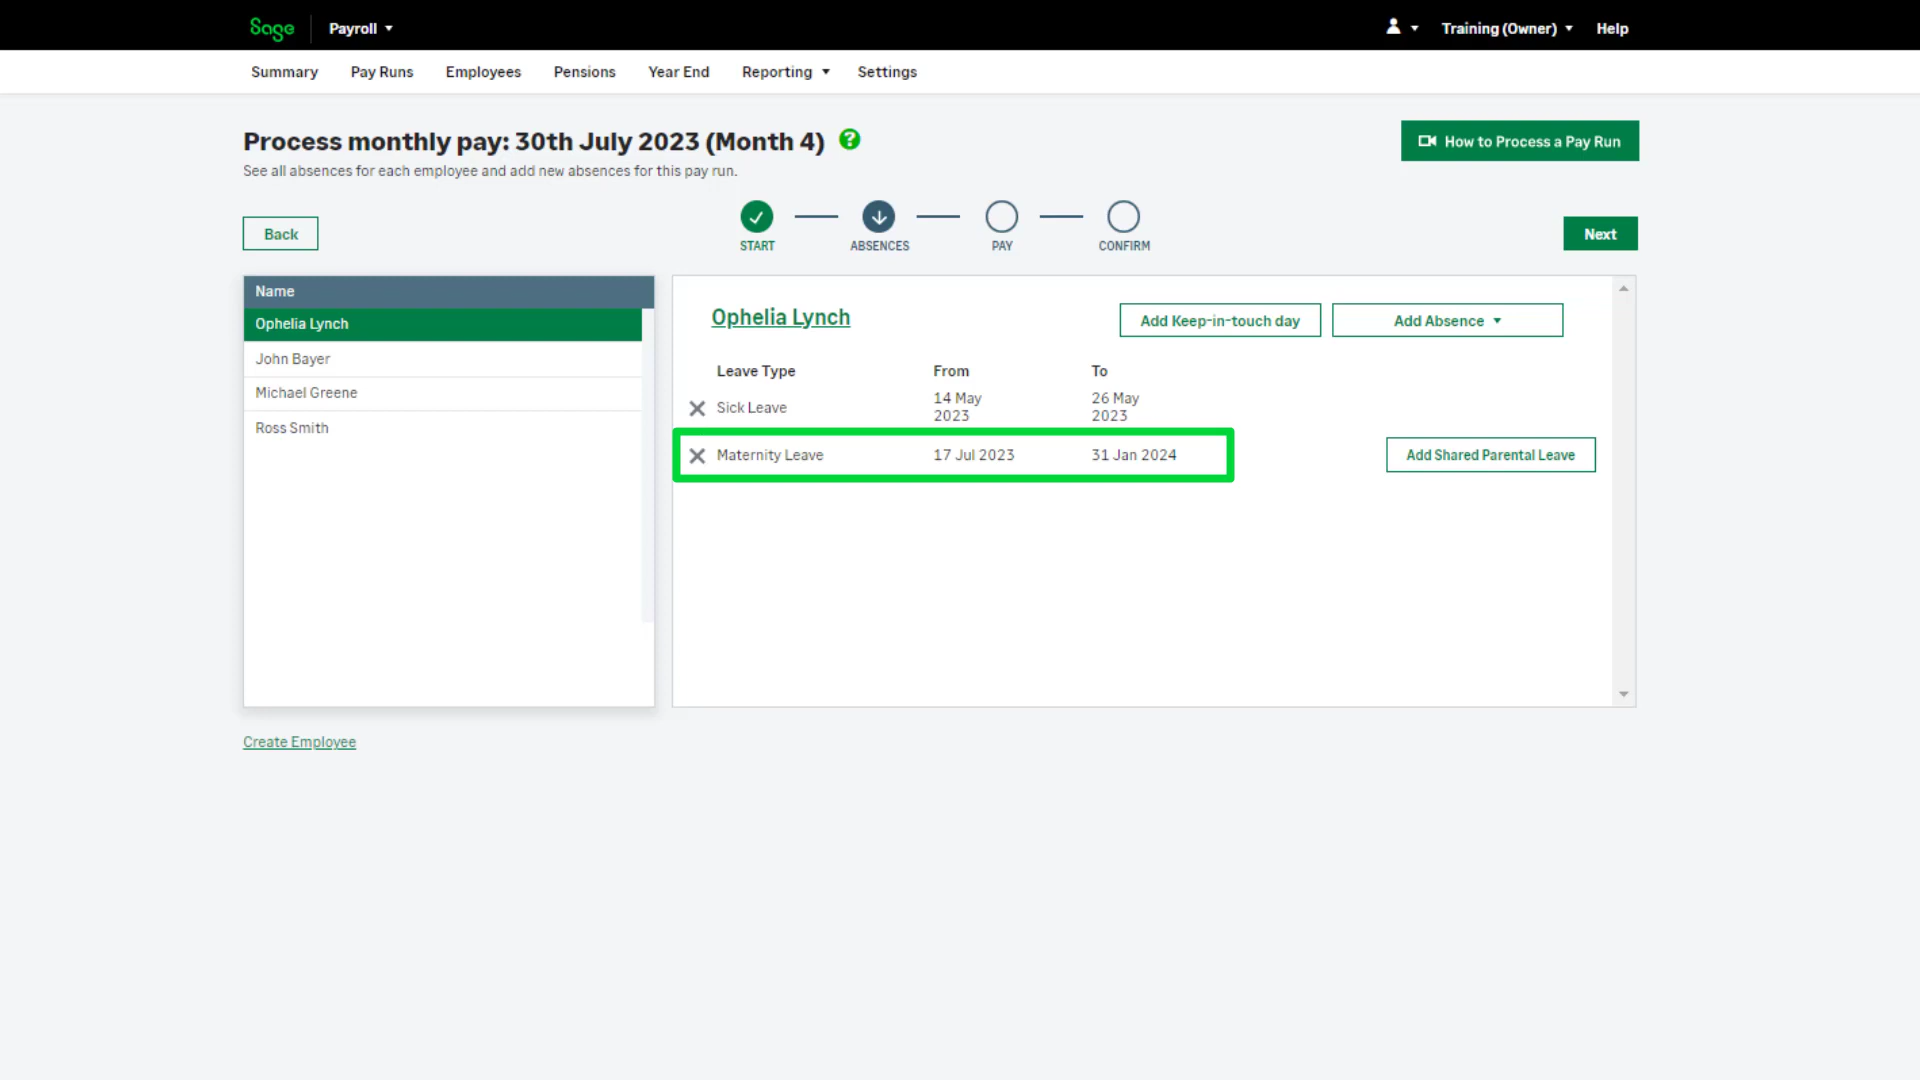 Sage Payroll Training (Owner) Help
Summary Pay Runs Employees Pensions Year End Reporting Settings
Process monthly pay: 30th July 2023 (Month 4) ?
How to Process a Pay Run
See all absences for each employee and add new absences for this pay run.
Back
START ABSENCES PAY CONFIRM
Next
Name
Ophelia Lynch
John Bayer
Michael Greene
Ross Smith
Ophelia Lynch
Add Keep-in-touch day Add Absence
Leave Type From To
Sick Leave 14 May 2023 26 May 2023
Maternity Leave 17 Jul 2023 31 Jan 2024 Add Shared Parental Leave
Create Employee